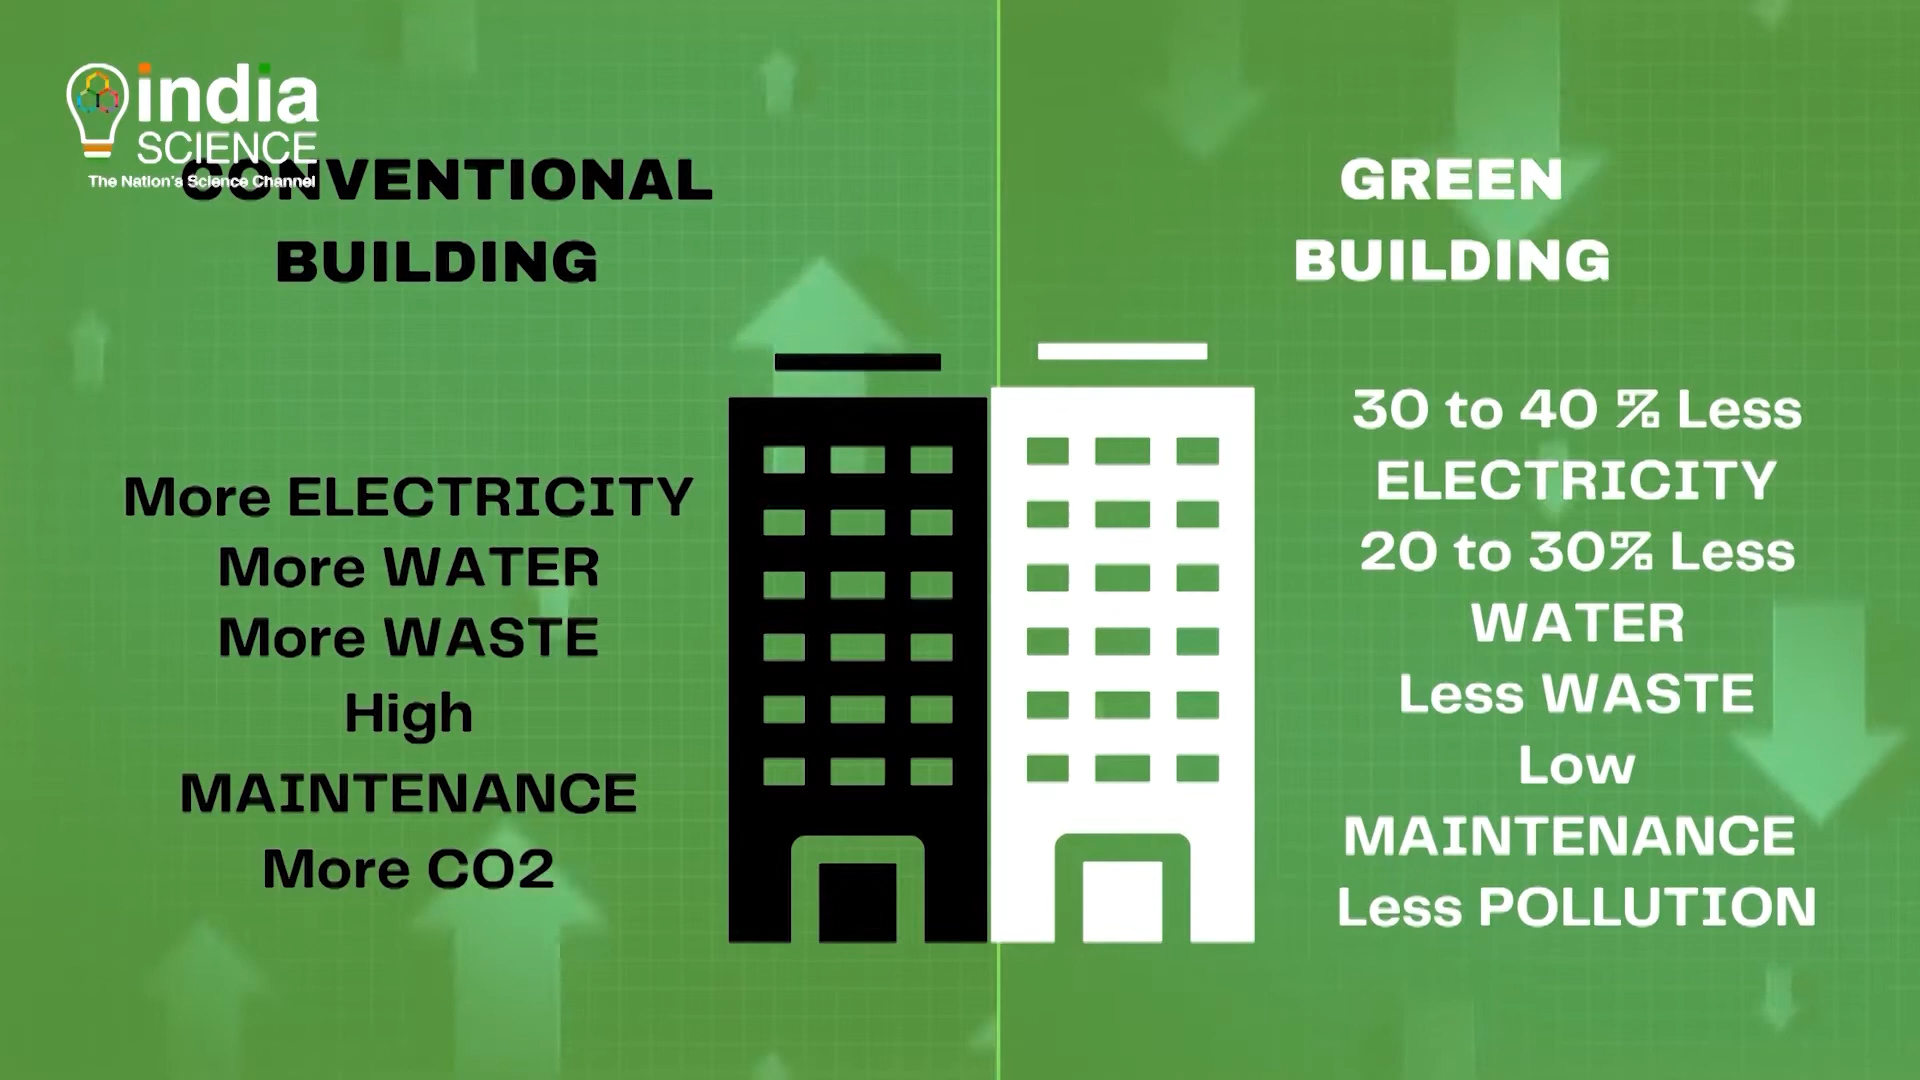 india
SCIENCE
The Nation's Science Channel
CONVENTIONAL
BUILDING
More ELECTRICITY
More WATER
More WASTE
High
MAINTENANCE
More CO2
GREEN
BUILDING
30 to 40 % Less
ELECTRICITY
20 to 30% Less
WATER
Less WASTE
Low
MAINTENANCE
Less POLLUTION